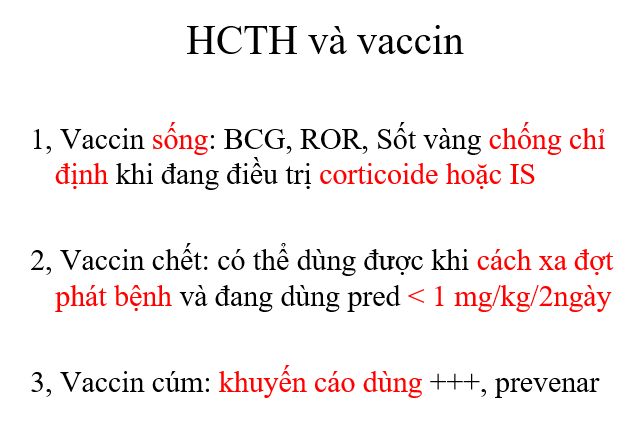 HCTH và vaccin
1, Vaccin sống: BCG, ROR, Sốt vàng chống chỉ
định khi đang điều trị corticoide hoặc IS
2, Vaccin chết: có thể dùng được khi cách xa đợt
phát bệnh và đang dùng pred < 1 mg/kg/2ngày
3, Vaccin cúm: khuyến cáo dùng +++, prevenar